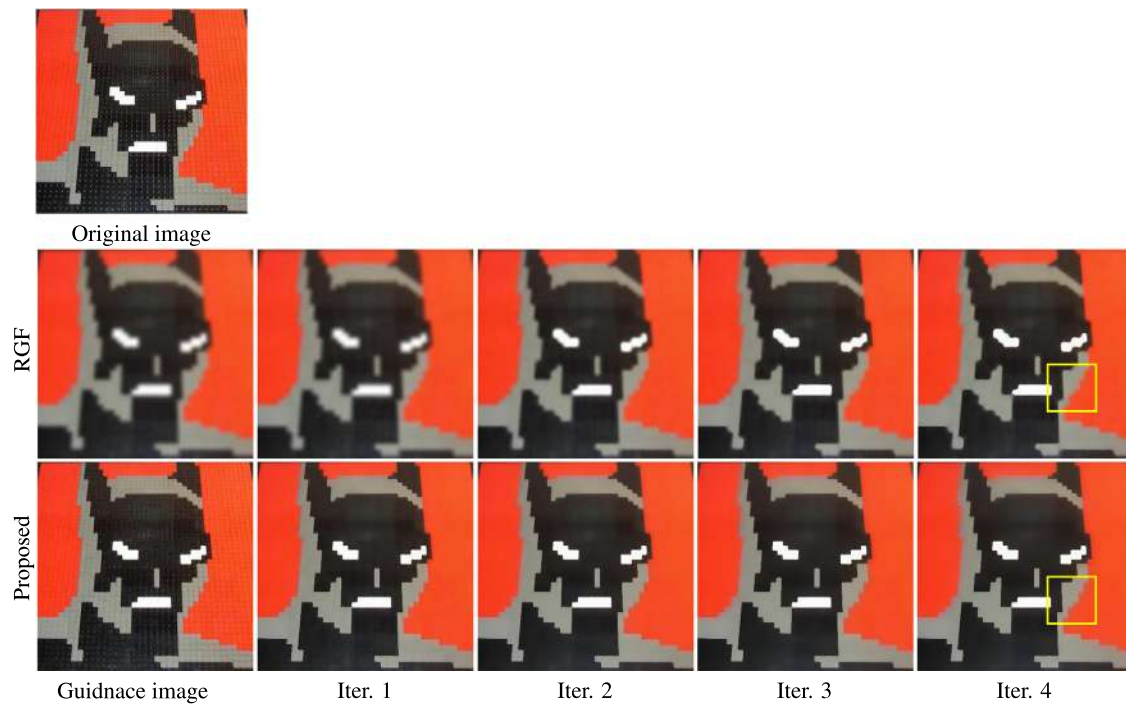 Original image
RGF
Proposed
Guidnace image
Iter. 1
Iter. 2
Iter. 3
Iter. 4